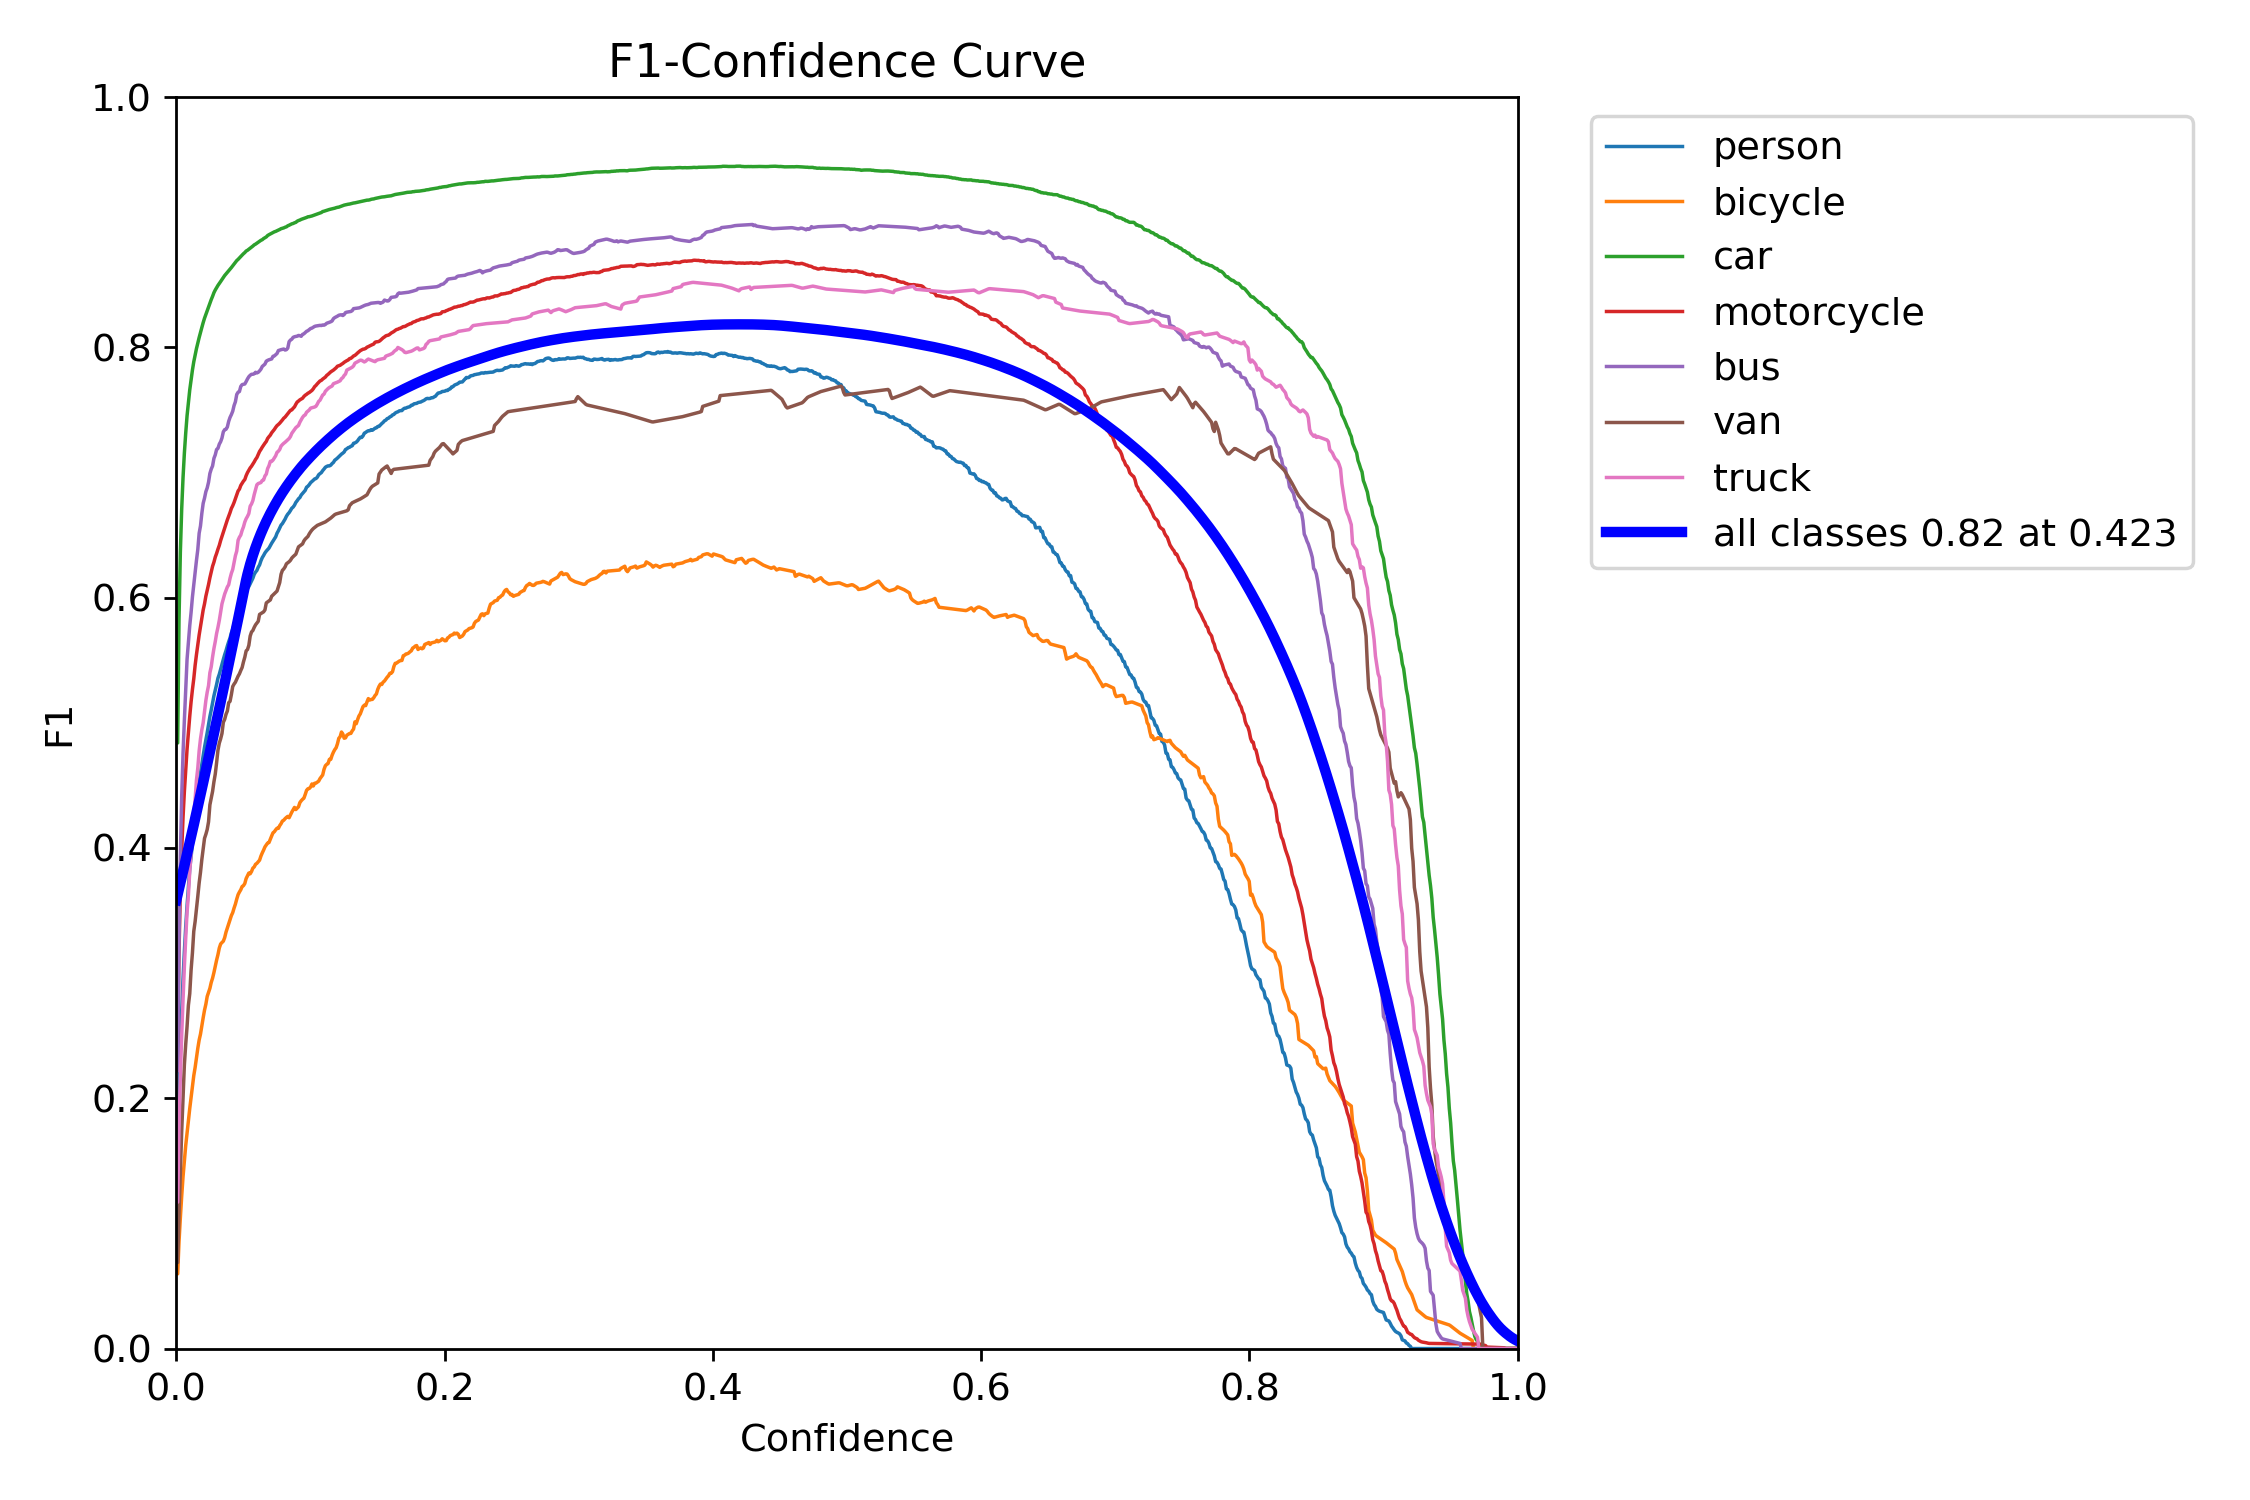 F1-Confidence Curve
1.0
0.8
0.6
0.4
0.2
0.0
F1
0.0 0.2 0.4 0.6 0.8 1.0
Confidence
person
bicycle
car
motorcycle
bus
van
truck
all classes 0.82 at 0.423